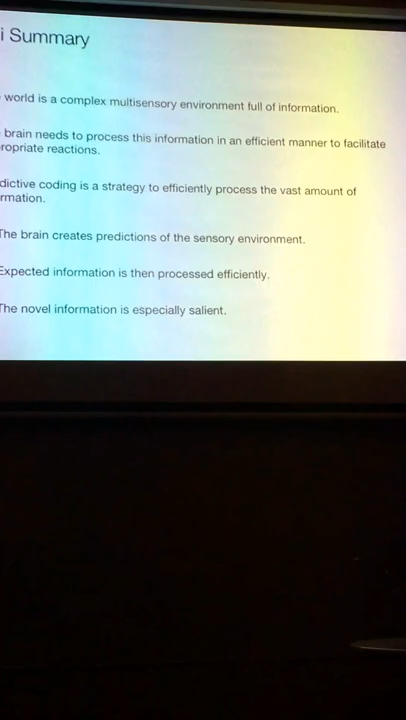 i Summary
world is a complex multisensory environment full of information.
brain needs to process this information in an efficient manner to facilitate
ropriate reactions.
dictive coding is a strategy to efficiently process the vast amount of
rmation.
The brain creates predictions of the sensory environment.
Expected information is then processed efficiently.
The novel information is especially salient.